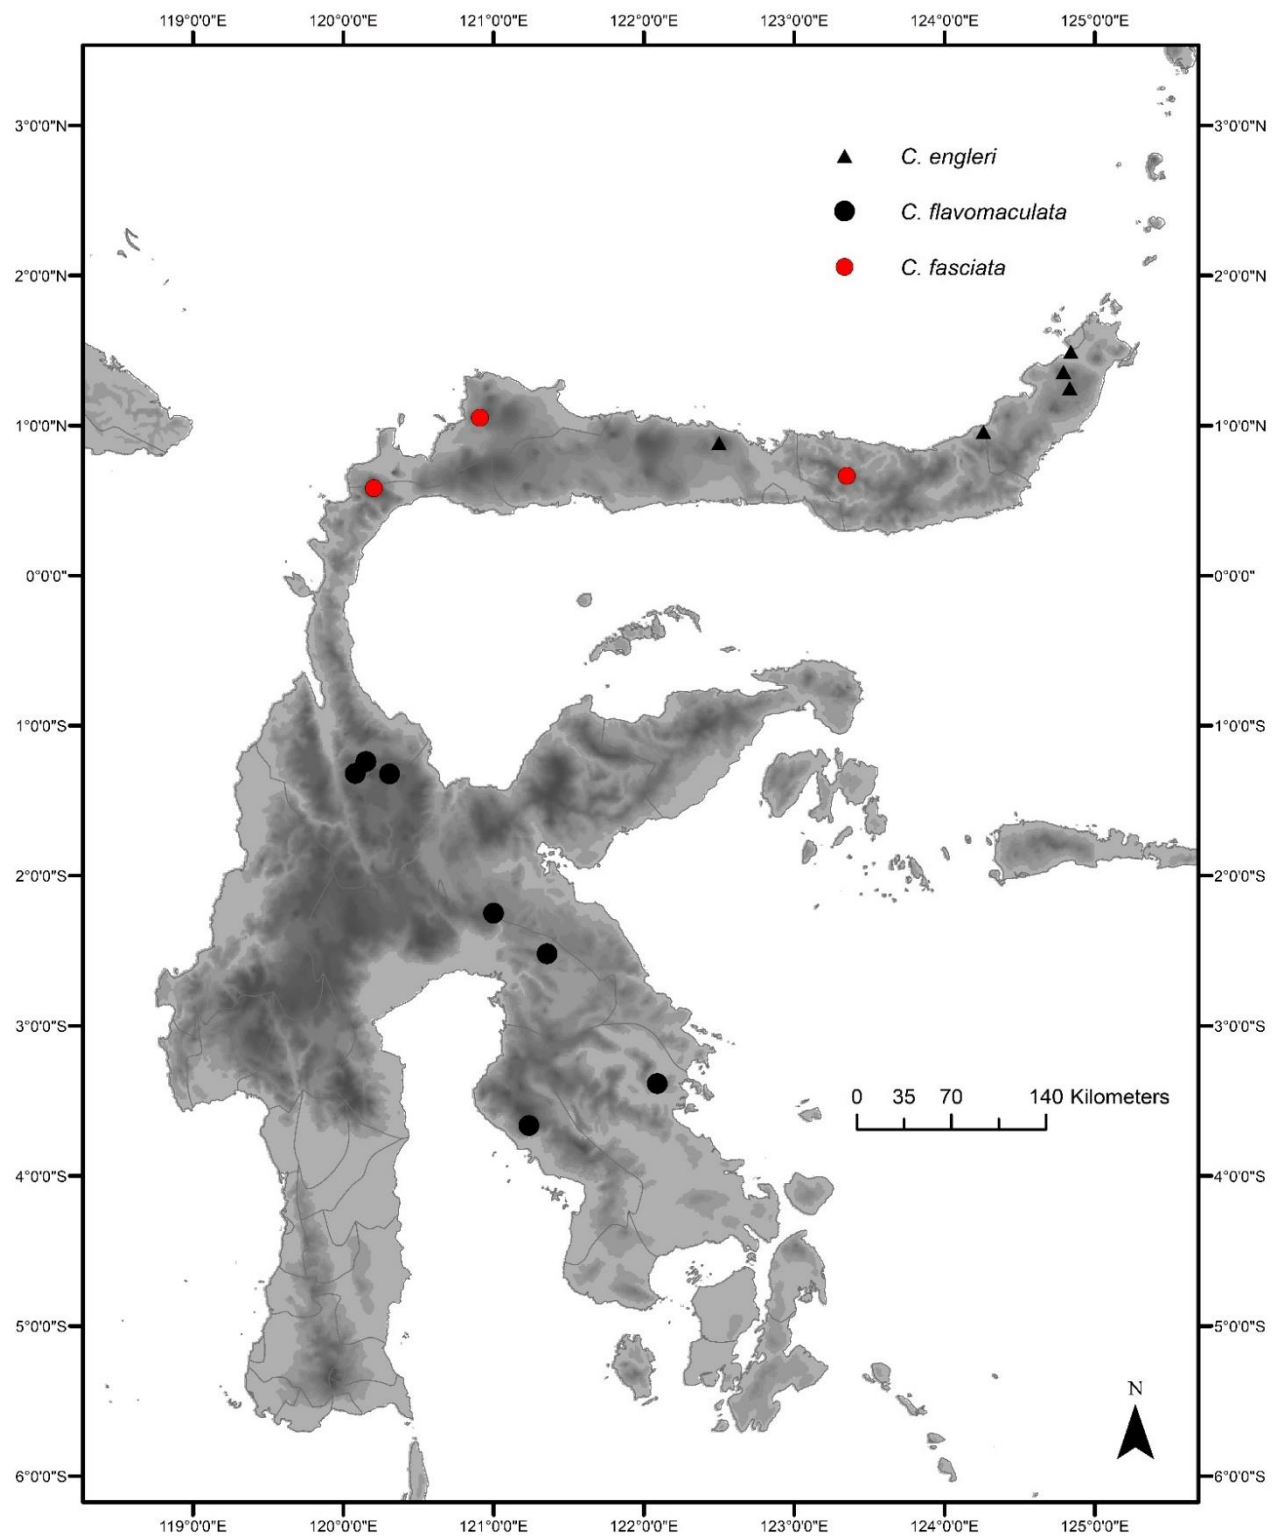 119°0'0"E 120°0'0"E 121°0'0"E 122°0'0"E 123°0'0"E 124°0'0"E 125°0'0"E
3°0'0"N 3°0'0"N
C. engleri
C. flavomaculata
C. fasciata
2°0'0"N 2°0'0"N
1°0'0"N 1°0'0"N
0°0'0" 0°0'0"
1°0'0"S 1°0'0"S
2°0'0"S 2°0'0"S
3°0'0"S 3°0'0"S
0 35 70 140 Kilometers
4°0'0"S 4°0'0"S
5°0'0"S 5°0'0"S
N
6°0'0"S 6°0'0"S
119°0'0"E 120°0'0"E 121°0'0"E 122°0'0"E 123°0'0"E 124°0'0"E 125°0'0"E